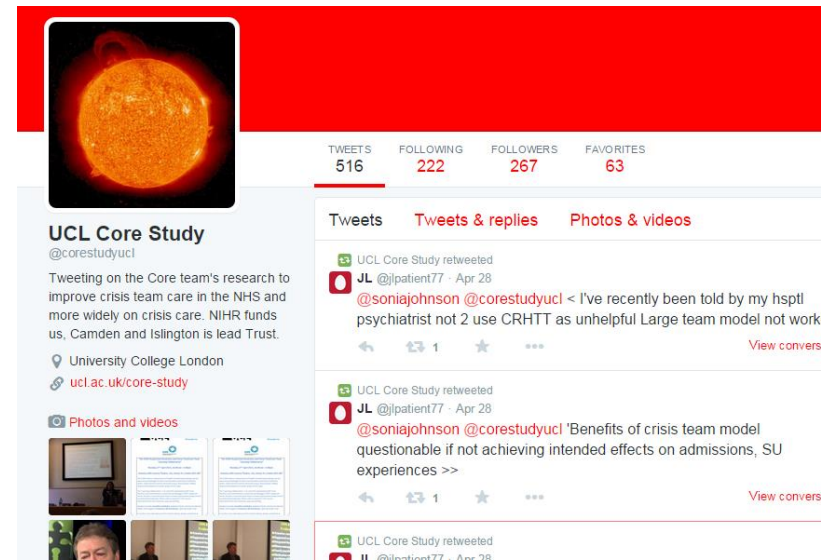 TWEETS FOLLOWING FOLLOWERS FAVORITES
516 222 267 63
UCL Core Study
@corestudyucl
Tweeting on the Core team's research to
improve crisis team care in the NHS and
more widely on crisis care. NIHR funds
us, Camden and Islington is lead Trust.
University College London
ucl.ac.uk/core-study
Photos and videos
Tweets Tweets & replies Photos & videos
UCL Core Study retweeted
JL @jlpatient77 · Apr 28
@soniajohnson @corestudyucl < I've recently been told by my hsptl
psychiatrist not 2 use CRHTT as unhelpful Large team model not work
1
View convers
UCL Core Study retweeted
JL @jlpatient77 · Apr 28
@soniajohnson @corestudyucl 'Benefits of crisis team model
questionable if not achieving intended effects on admissions, SU
experiences >>
1
View convers
UCL Core Study retweeted
JL @jlpatient77 · Apr 28